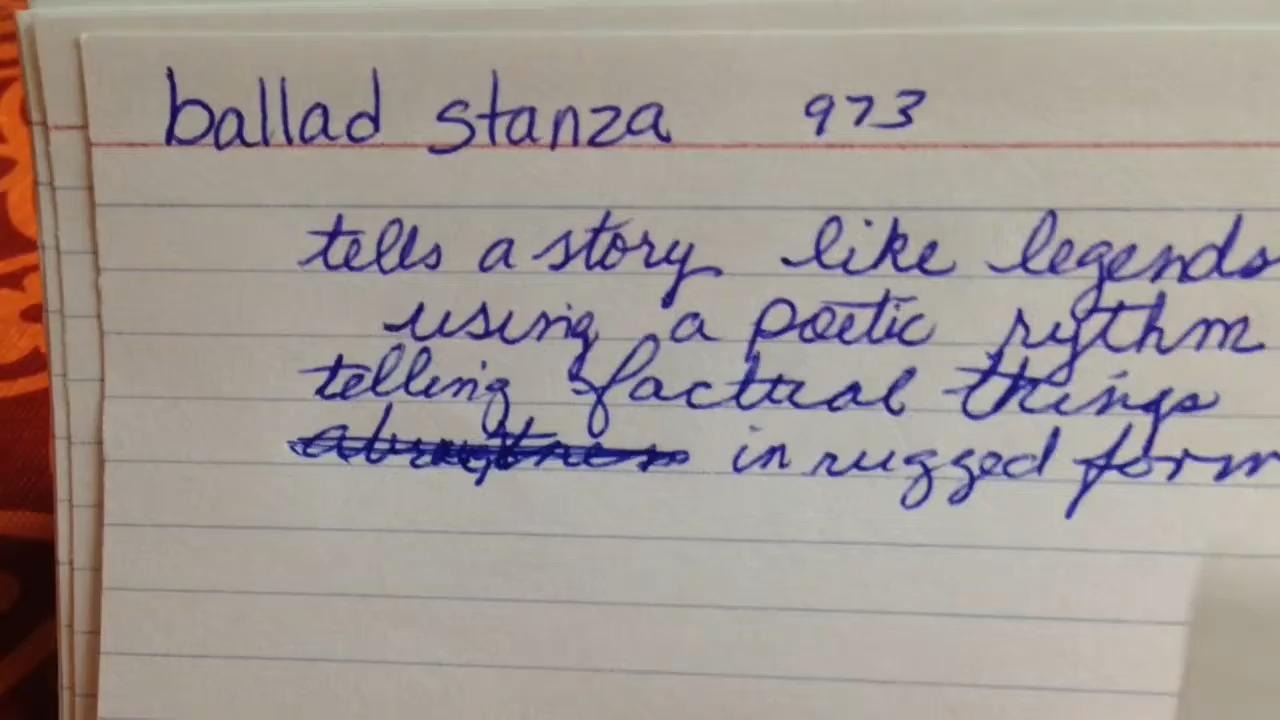 ballad stanza 973
tells a story like legends
using a poetic rythm
telling factual things
in rugged form